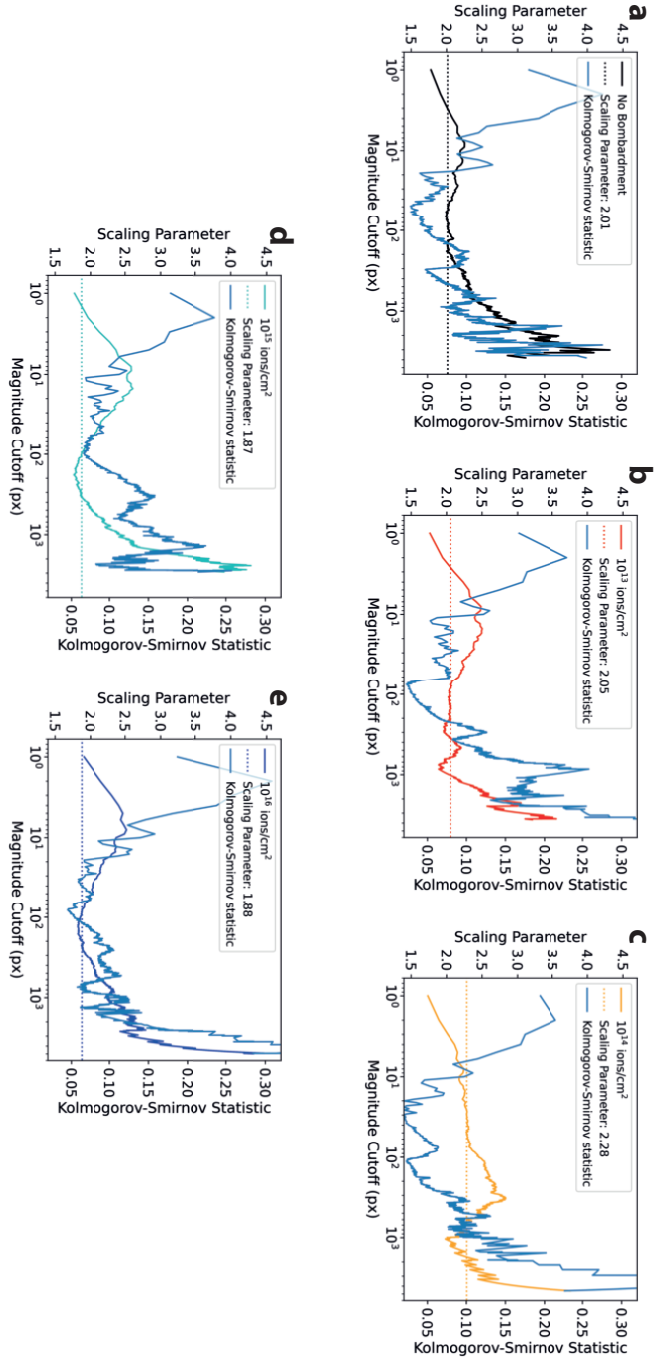 a
Scaling Parameter
1.5 2.0 2.5 3.0 3.5 4.0 4.5
No Bombardment
Scaling Parameter: 2.01
Kolmogorov-Smirnov statistic
10⁰ 10¹ 10² 10³
Magnitude Cutoff (px)
0.05 0.10 0.15 0.20 0.25 0.30
Kolmogorov-Smirnov Statistic
b
Scaling Parameter
1.5 2.0 2.5 3.0 3.5 4.0 4.5
10¹³ ions/cm²
Scaling Parameter: 2.05
Kolmogorov-Smirnov statistic
10⁰ 10¹ 10² 10³
Magnitude Cutoff (px)
0.05 0.10 0.15 0.20 0.25 0.30
Kolmogorov-Smirnov Statistic
c
Scaling Parameter
1.5 2.0 2.5 3.0 3.5 4.0 4.5
10¹⁴ ions/cm²
Scaling Parameter: 2.28
Kolmogorov-Smirnov statistic
10⁰ 10¹ 10² 10³
Magnitude Cutoff (px)
0.05 0.10 0.15 0.20 0.25 0.30
Kolmogorov-Smirnov Statistic
d
Scaling Parameter
1.5 2.0 2.5 3.0 3.5 4.0 4.5
10¹⁵ ions/cm²
Scaling Parameter: 1.87
Kolmogorov-Smirnov statistic
10⁰ 10¹ 10² 10³
Magnitude Cutoff (px)
0.05 0.10 0.15 0.20 0.25 0.30
Kolmogorov-Smirnov Statistic
e
Scaling Parameter
1.5 2.0 2.5 3.0 3.5 4.0 4.5
10¹⁶ ions/cm²
Scaling Parameter: 1.88
Kolmogorov-Smirnov statistic
10⁰ 10¹ 10² 10³
Magnitude Cutoff (px)
0.05 0.10 0.15 0.20 0.25 0.30
Kolmogorov-Smirnov Statistic